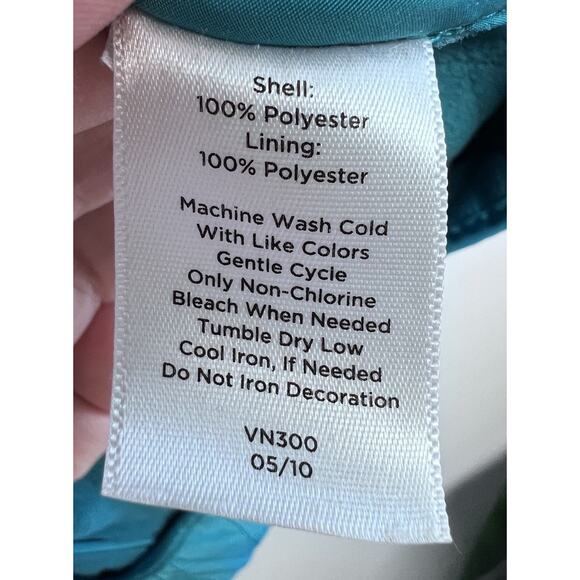 Shell:
100% Polyester
Lining:
100% Polyester
Machine Wash Cold
With Like Colors
Gentle Cycle
Only Non-Chlorine
Bleach When Needed
Tumble Dry Low
Cool Iron, If Needed
Do Not Iron Decoration
VN300
05/10